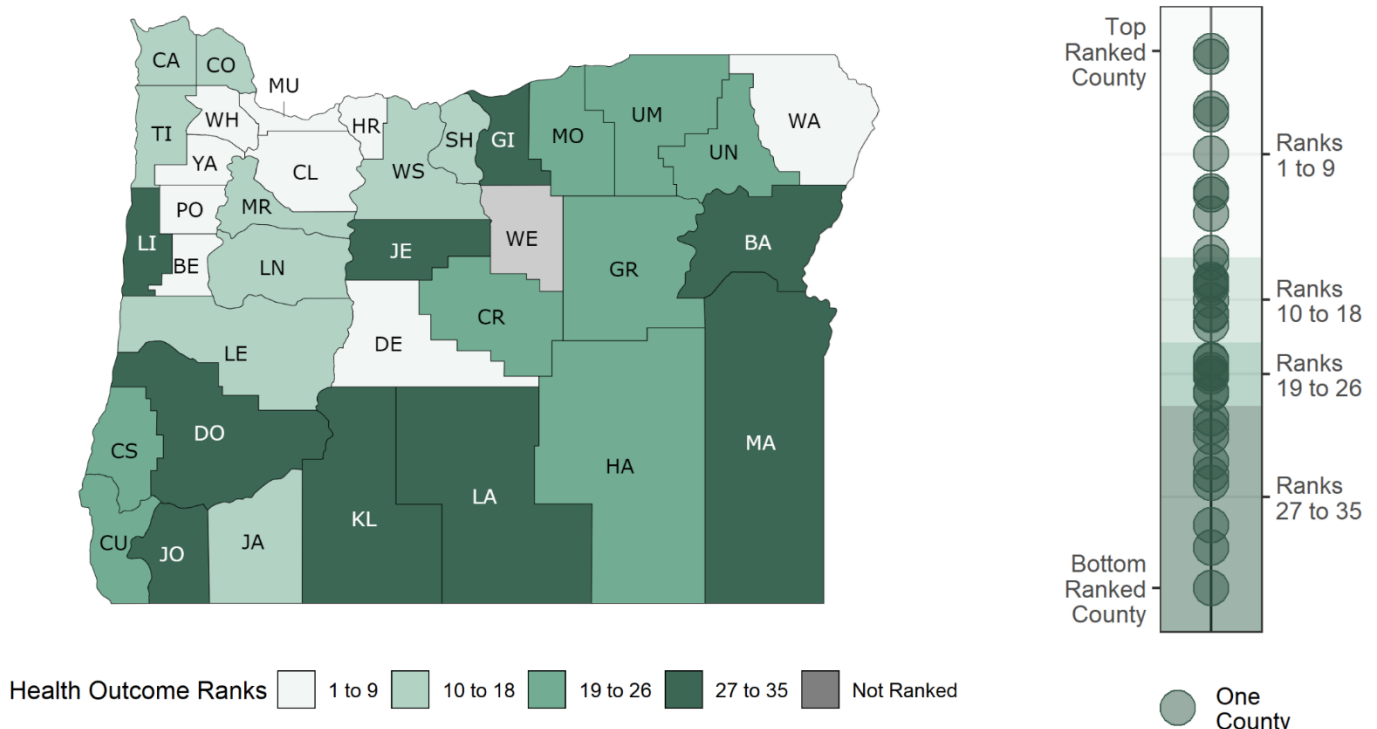 CA
CO
MU
TI
WH
HR
SH
GI
MO
UM
WA
UN
YA
CL
WS
PO
MR
LI
BE
LN
JE
WE
GR
BA
CR
LE
DE
CS
DO
HA
MA
CU
JO
JA
KL
LA
Health Outcome Ranks
1 to 9
10 to 18
19 to 26
27 to 35
Not Ranked
Top
Ranked
County
Ranks
1 to 9
Ranks
10 to 18
Ranks
19 to 26
Ranks
27 to 35
Bottom
Ranked
County
One
County